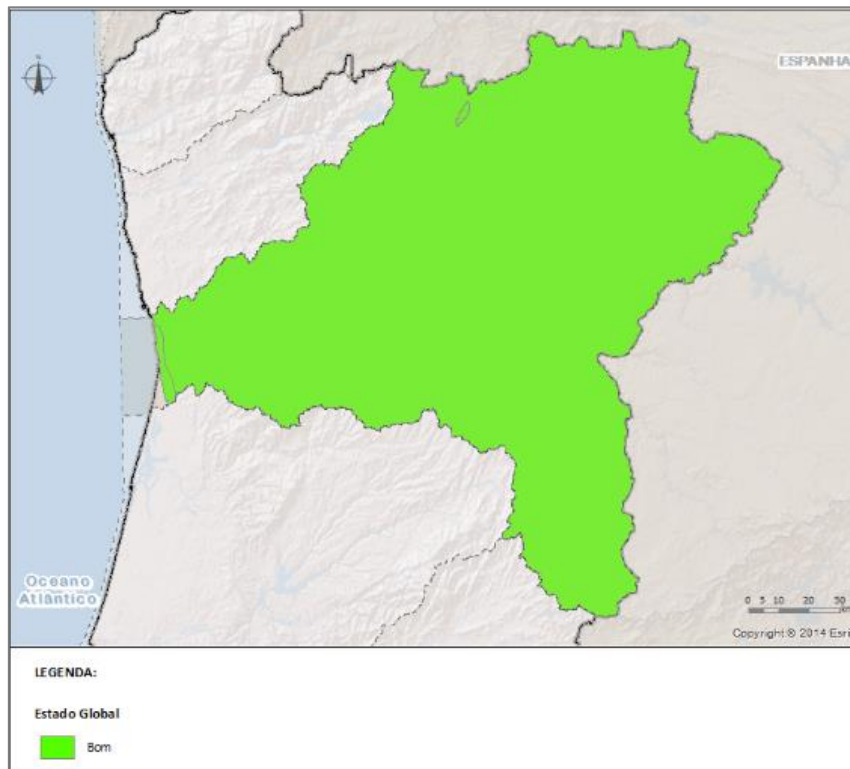 N
ESPANHA
Oceano
Atlântico
0 5 10 20 30
Copyright © 2014 Esri
LEGENDA:
Estado Global
Bom